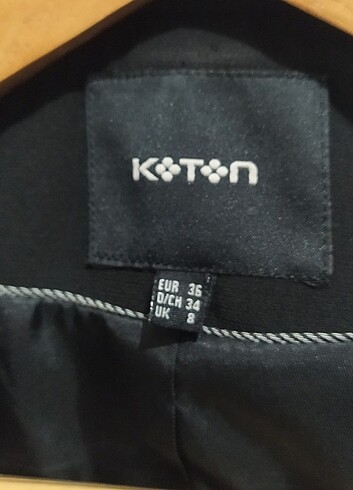 KOTON
EUR 36
D/CH 34
UK 8